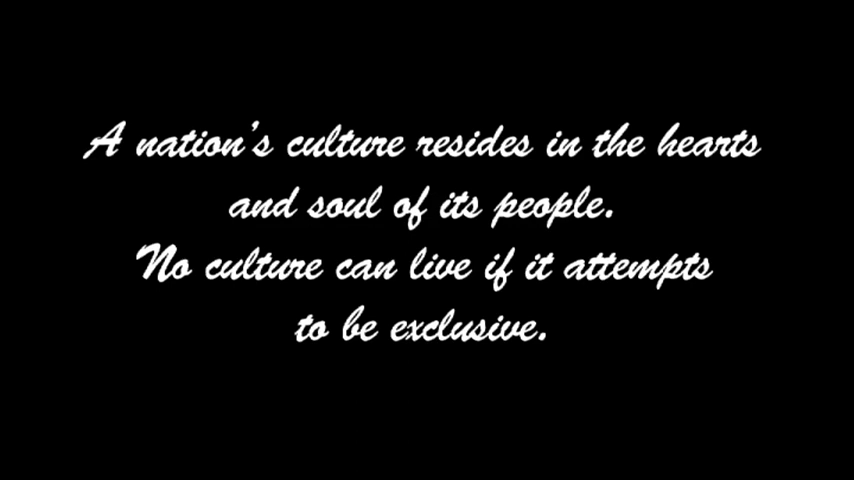 A nation's culture resides in the hearts
and soul of its people.
No culture can live if it attempts
to be exclusive.